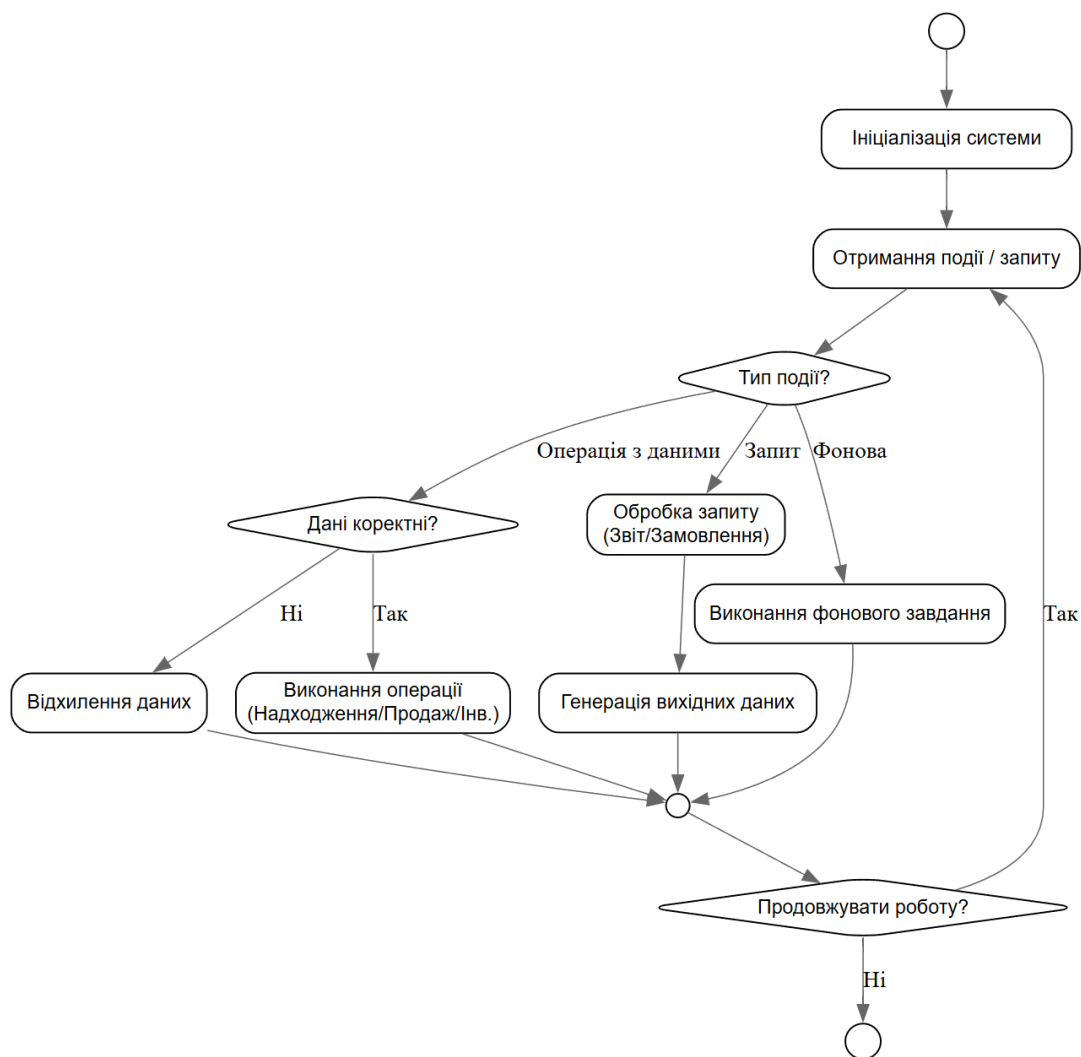 Ініціалізація системи
Отримання події / запиту
Тип події?
Операція з даними
Запит
Фонова
Дані коректні?
Обробка запиту
(Звіт/Замовлення)
Виконання фонового завдання
Ні
Так
Так
Відхилення даних
Виконання операції
(Надходження/Продаж/Інв.)
Генерація вихідних даних
Продовжувати роботу?
Ні